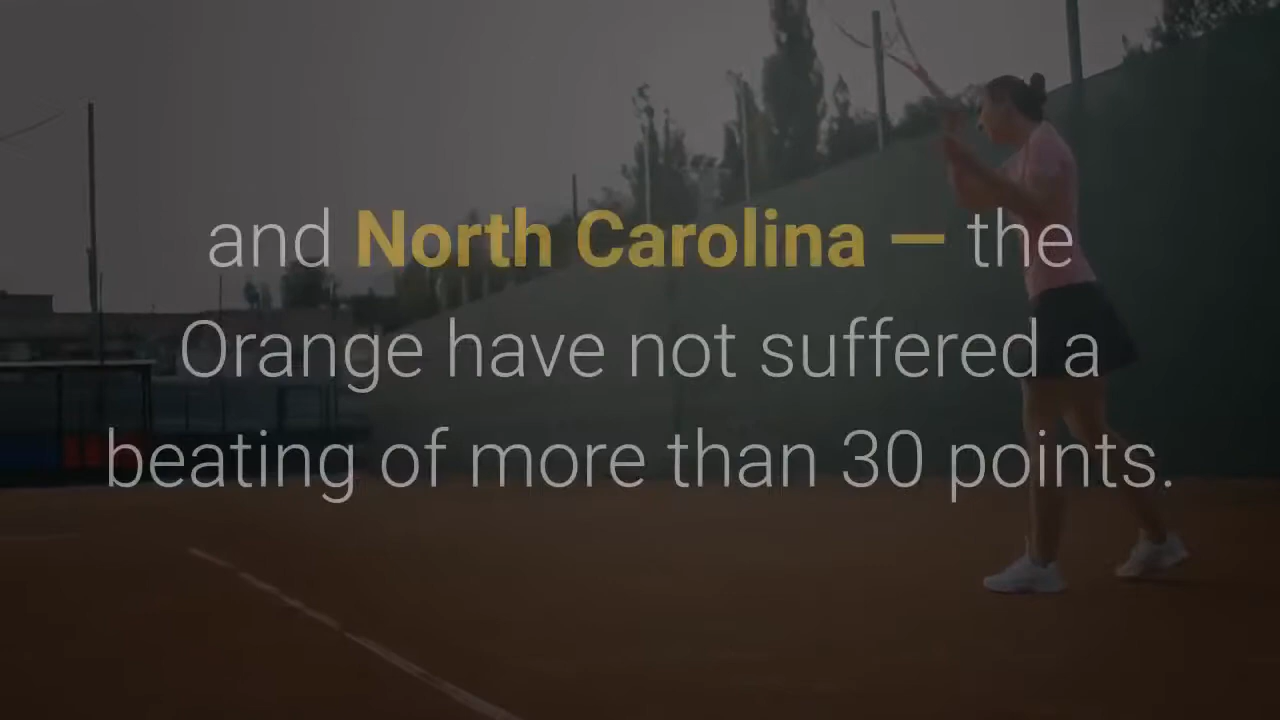 and North Carolina — the
Orange have not suffered a
beating of more than 30 points.